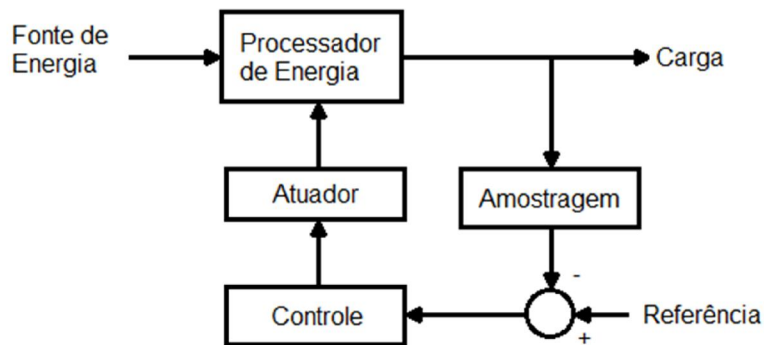 Fonte de
Energia
Processador
de Energia
Carga
Atuador
Amostragem
-
Controle
Referência
+